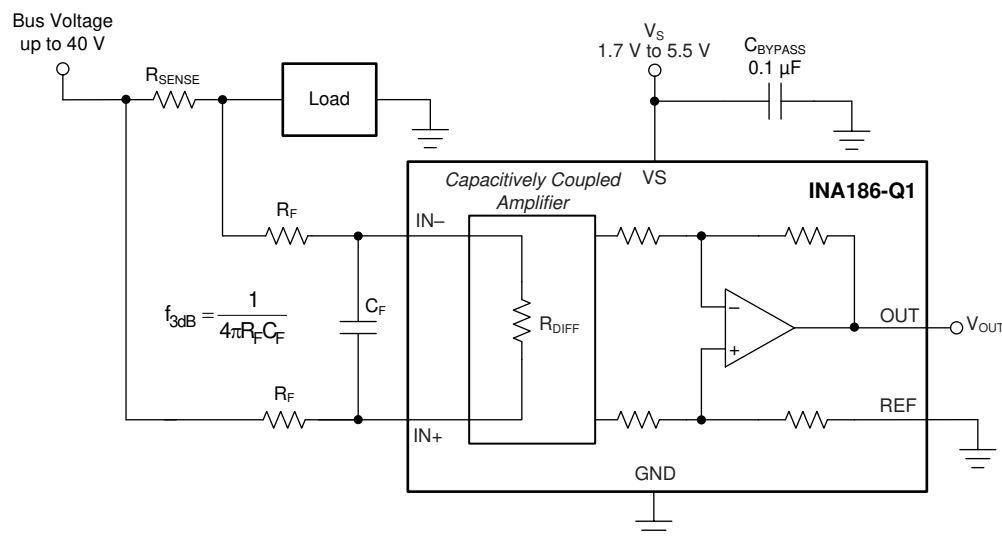 Bus Voltage
up to 40 V
R_SENSE
Load
V_S
1.7 V to 5.5 V
C_BYPASS
0.1 µF
VS
INA186-Q1
Capacitively Coupled
Amplifier
R_F
IN–
f_3dB = 1 / 4πR_FC_F
C_F
R_DIFF
–
+
OUT
V_OUT
R_F
IN+
REF
GND